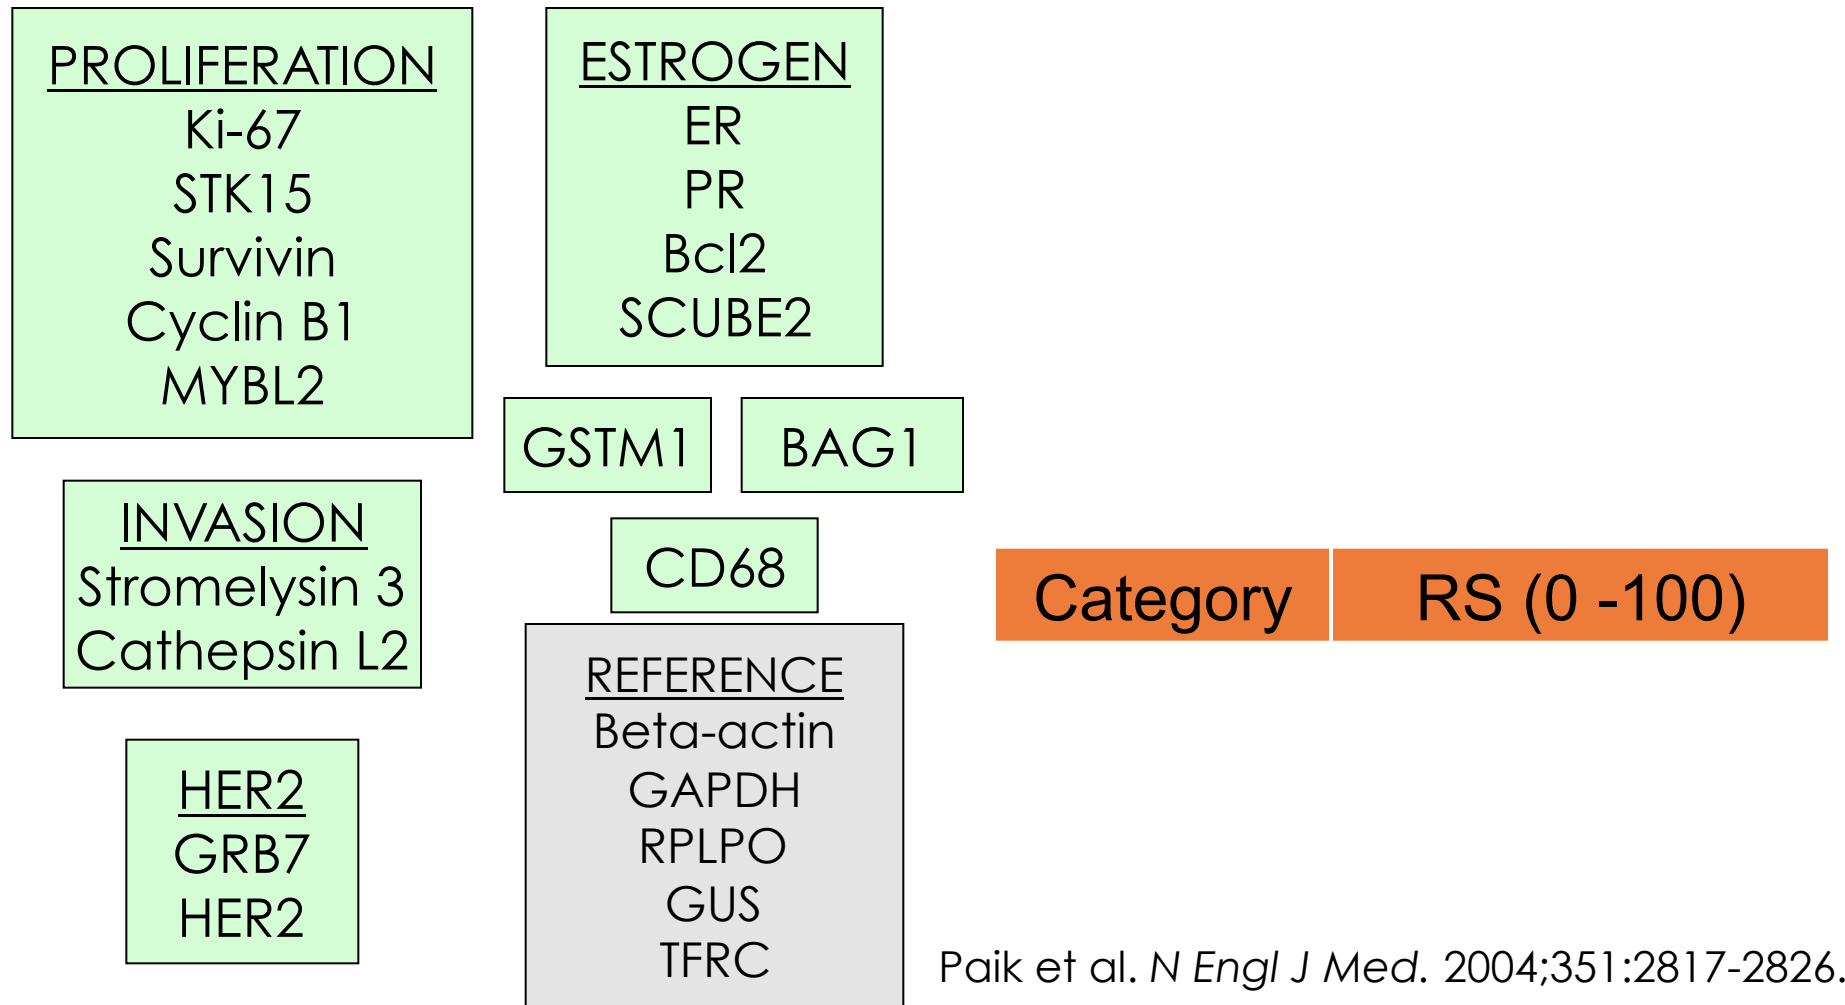 PROLIFERATION
Ki-67
STK15
Survivin
Cyclin B1
MYBL2
ESTROGEN
ER
PR
Bcl2
SCUBE2
GSTM1
BAG1
INVASION
Stromelysin 3
Cathepsin L2
CD68
Category
RS (0 -100)
HER2
GRB7
HER2
REFERENCE
Beta-actin
GAPDH
RPLPO
GUS
TFRC
Paik et al. N Engl J Med. 2004;351:2817-2826.